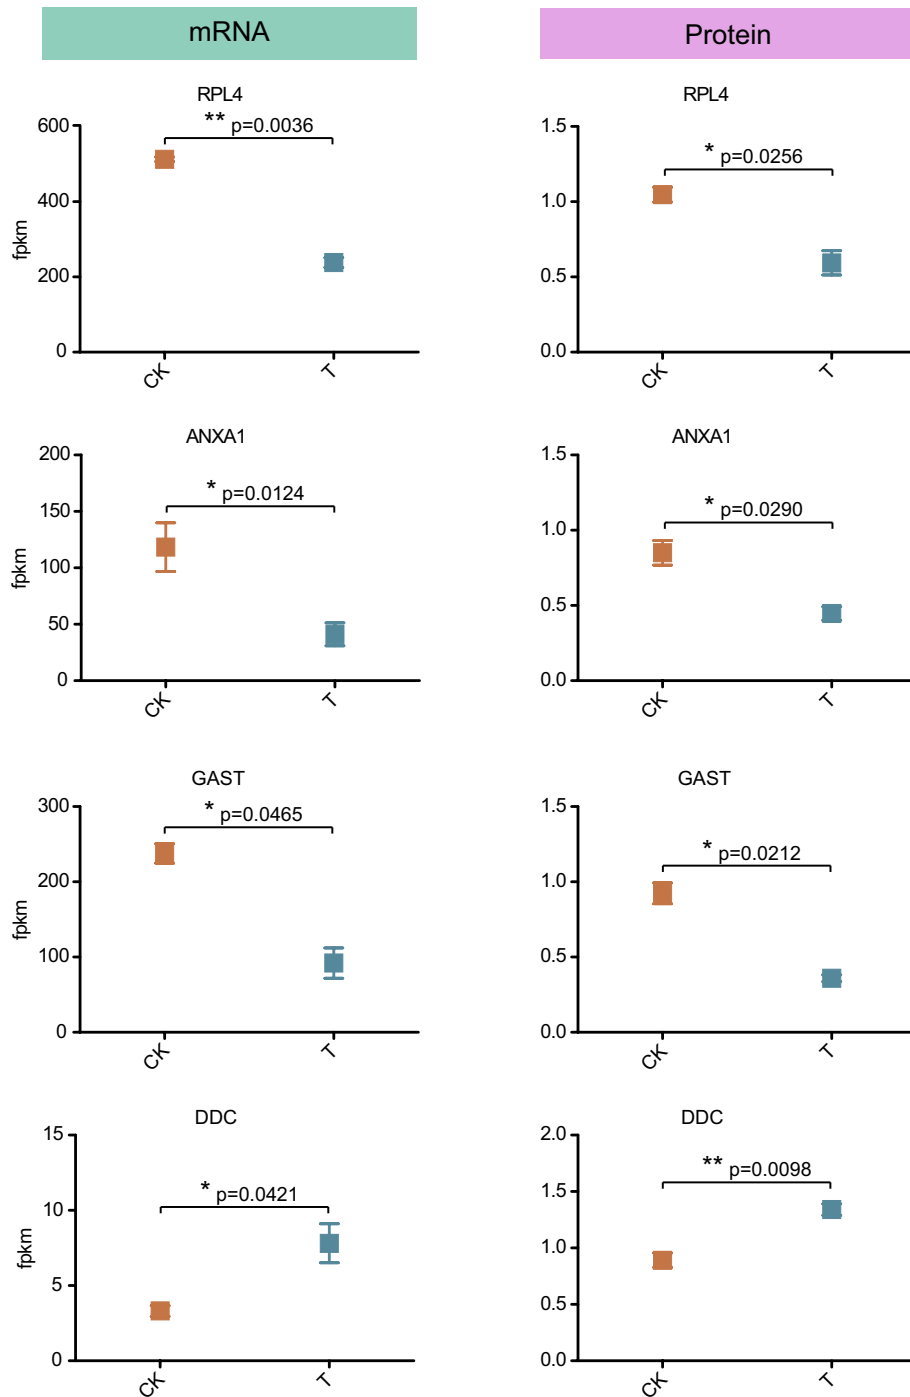 mRNA
Protein
RPL4
** p=0.0036
600
400
200
0
fpkm
CK
T
RPL4
* p=0.0256
1.5
1.0
0.5
0.0
CK
T
ANXA1
* p=0.0124
200
150
100
50
0
fpkm
CK
T
ANXA1
* p=0.0290
1.5
1.0
0.5
0.0
CK
T
GAST
* p=0.0465
300
200
100
0
fpkm
CK
T
GAST
* p=0.0212
1.5
1.0
0.5
0.0
CK
T
DDC
* p=0.0421
15
10
5
0
fpkm
CK
T
DDC
** p=0.0098
2.0
1.5
1.0
0.5
0.0
CK
T